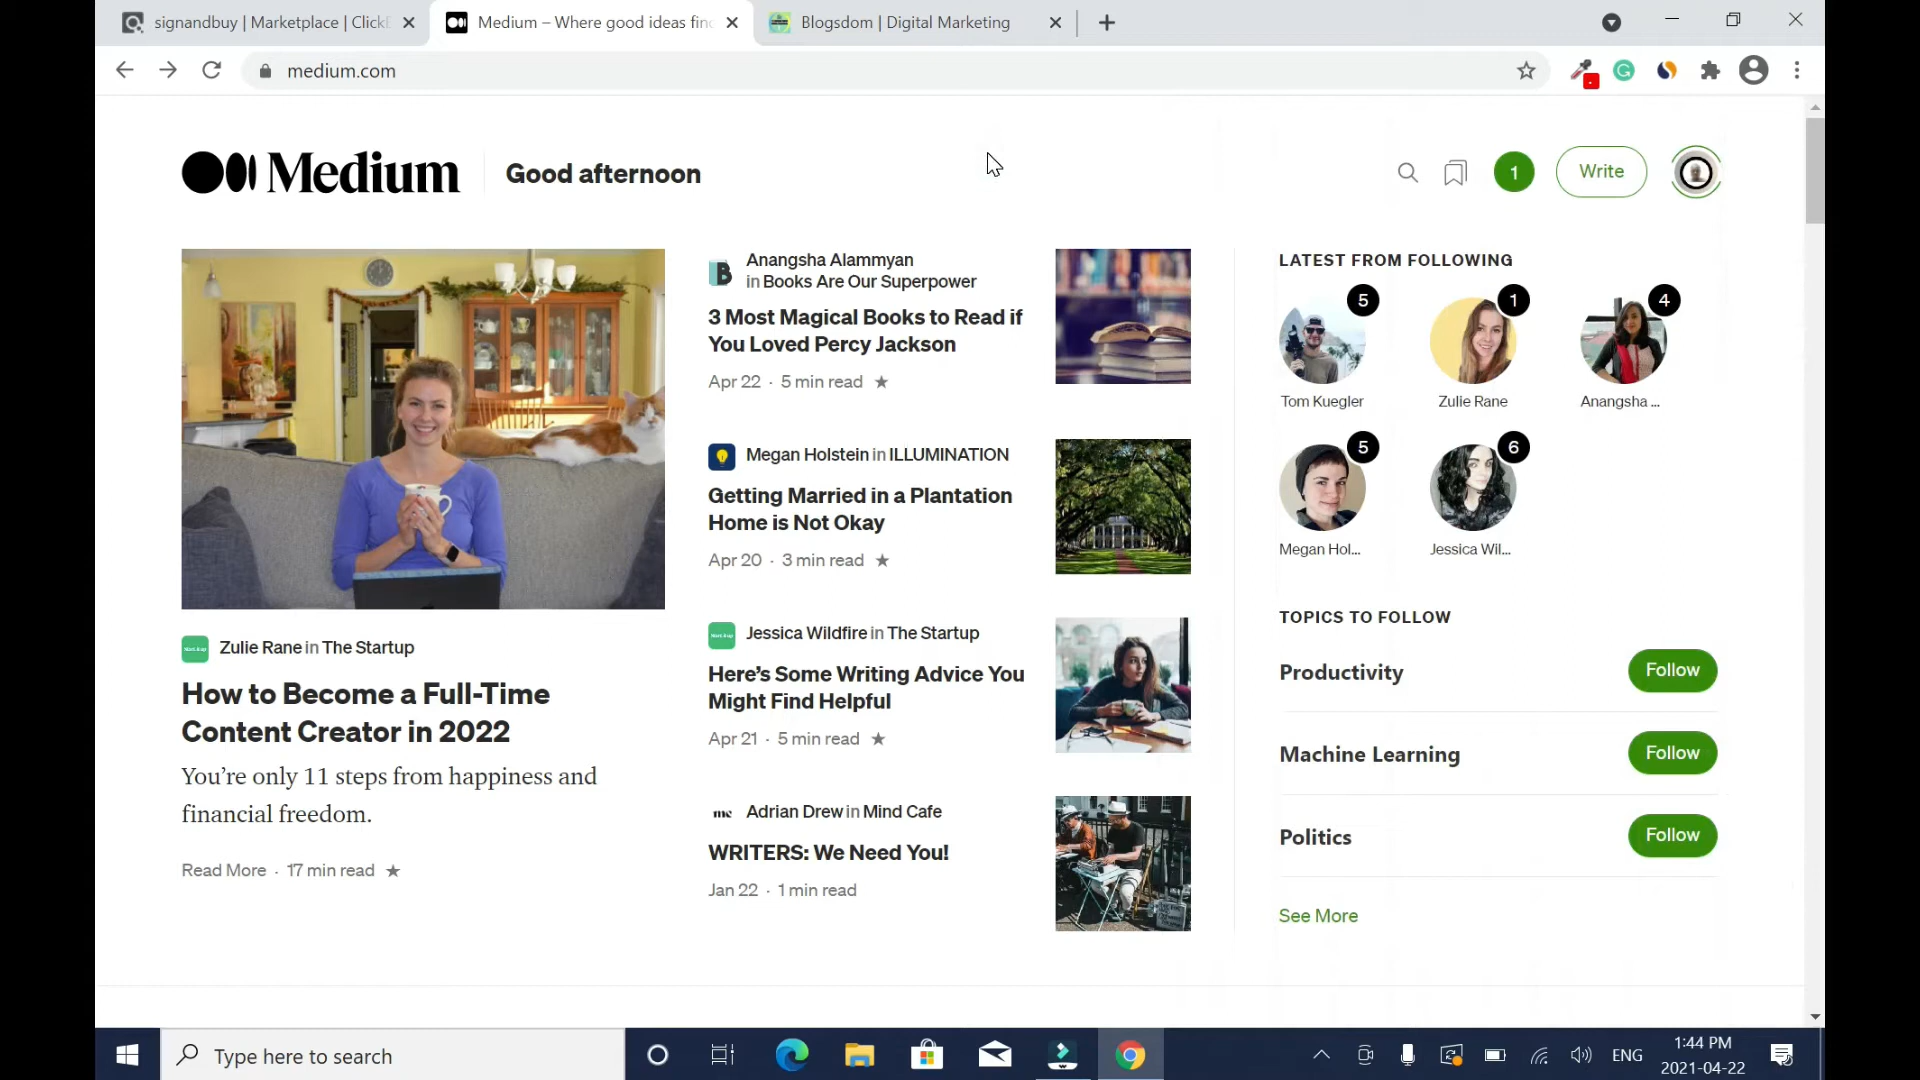 signandbuy | Marketplace | ClickB
Medium – Where good ideas find
Blogsdom | Digital Marketing
medium.com
Medium
Good afternoon
1
Write
Zulie Rane in The Startup
How to Become a Full-Time
Content Creator in 2022
You're only 11 steps from happiness and
financial freedom.
Read More · 17 min read ★
Anangsha Alammyan
in Books Are Our Superpower
3 Most Magical Books to Read if
You Loved Percy Jackson
Apr 22 · 5 min read ★
Megan Holstein in ILLUMINATION
Getting Married in a Plantation
Home is Not Okay
Apr 20 · 3 min read ★
Jessica Wildfire in The Startup
Here's Some Writing Advice You
Might Find Helpful
Apr 21 · 5 min read ★
mc Adrian Drew in Mind Cafe
WRITERS: We Need You!
Jan 22 · 1 min read
LATEST FROM FOLLOWING
5 1 4
Tom Kuegler Zulie Rane Anangsha ...
5 6
Megan Hol... Jessica Wil...
TOPICS TO FOLLOW
Productivity Follow
Machine Learning Follow
Politics Follow
See More
Type here to search
ENG
1:44 PM
2021-04-22